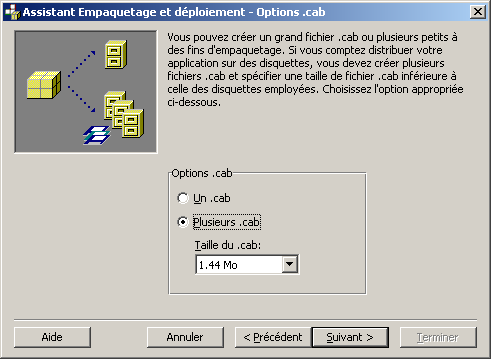 Assistant Empaquetage et déploiement - Options .cab
Vous pouvez créer un grand fichier .cab ou plusieurs petits à
des fins d'empaquetage. Si vous comptez distribuer votre
application sur des disquettes, vous devez créer plusieurs
fichiers .cab et spécifier une taille de fichier .cab inférieure à
celle des disquettes employées. Choisissez l'option appropriée
ci-dessous.
Options .cab
Un .cab
Plusieurs .cab
Taille du .cab:
1.44 Mo
Aide
Annuler
< Précédent
Suivant >
Terminer